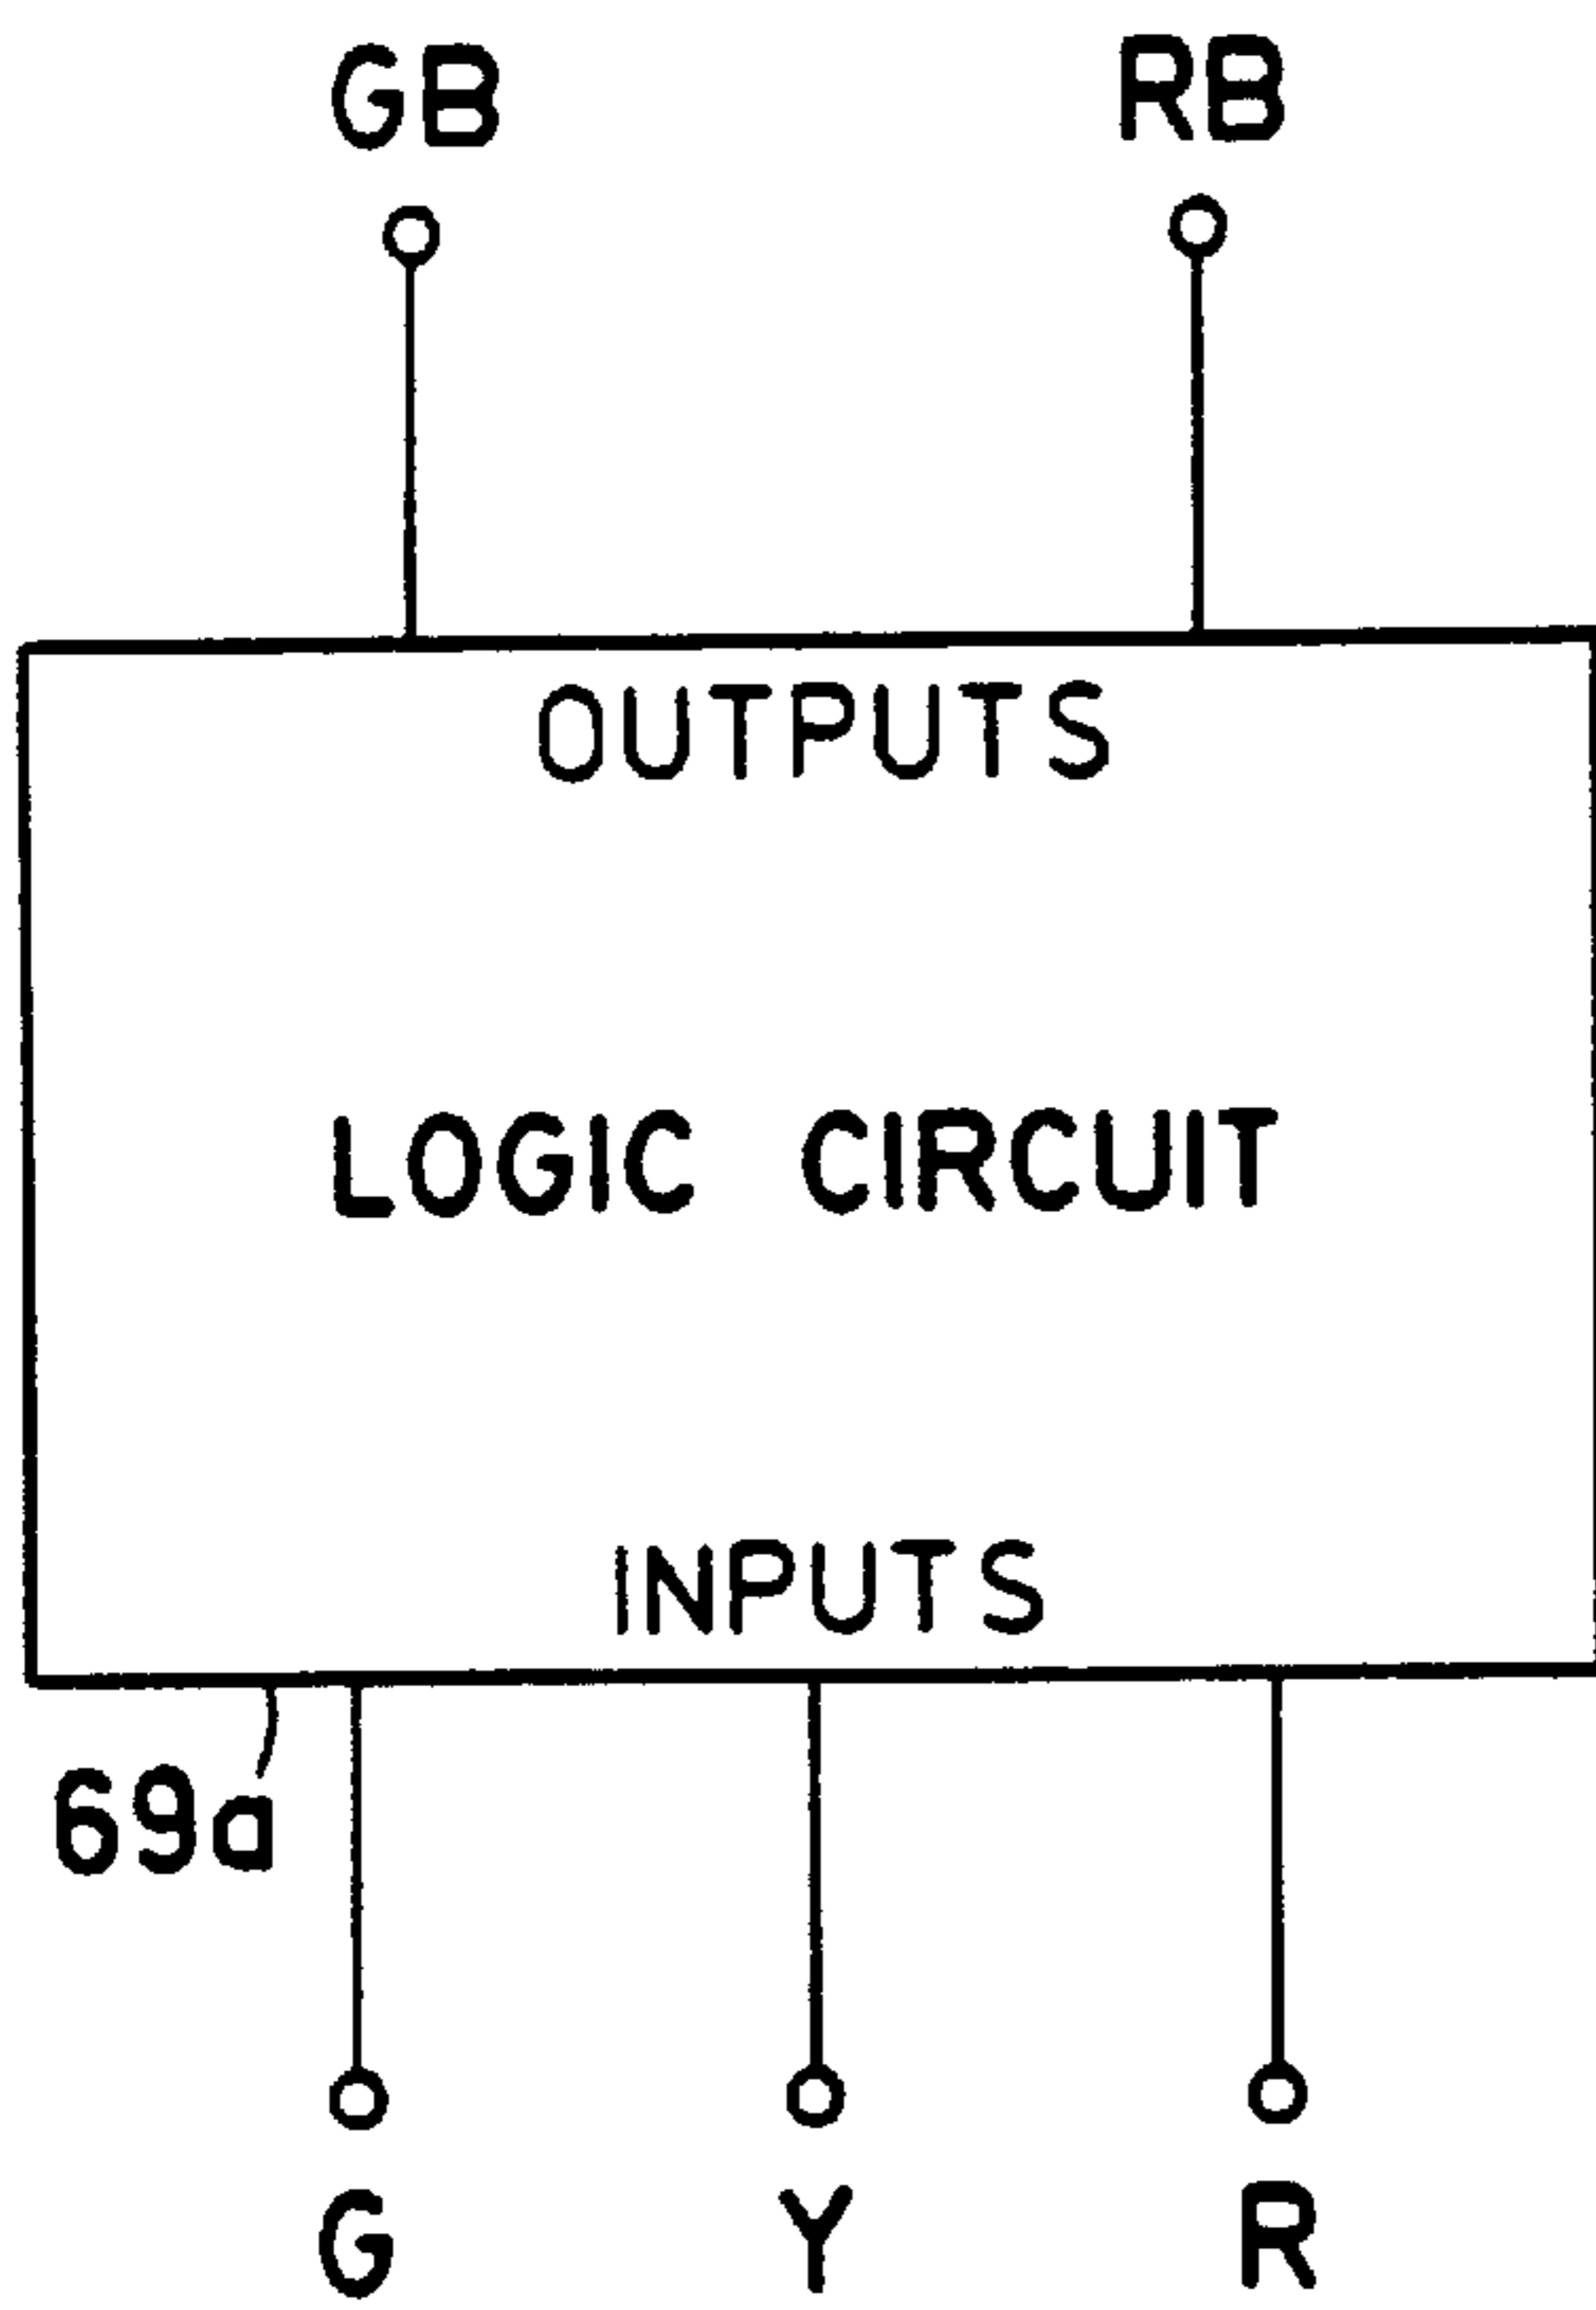 GB RB
OUTPUTS
LOGIC CIRCUIT
INPUTS
69a
G Y R